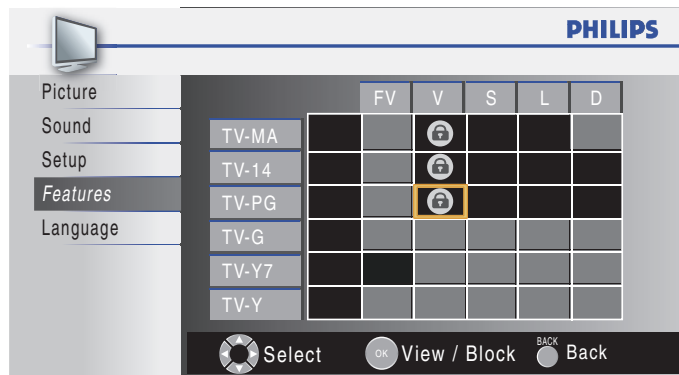 PHILIPS
Picture
Sound
Setup
Features
Language
FV V S L D
TV-MA
TV-14
TV-PG
TV-G
TV-Y7
TV-Y
Select OK View / Block BACK Back